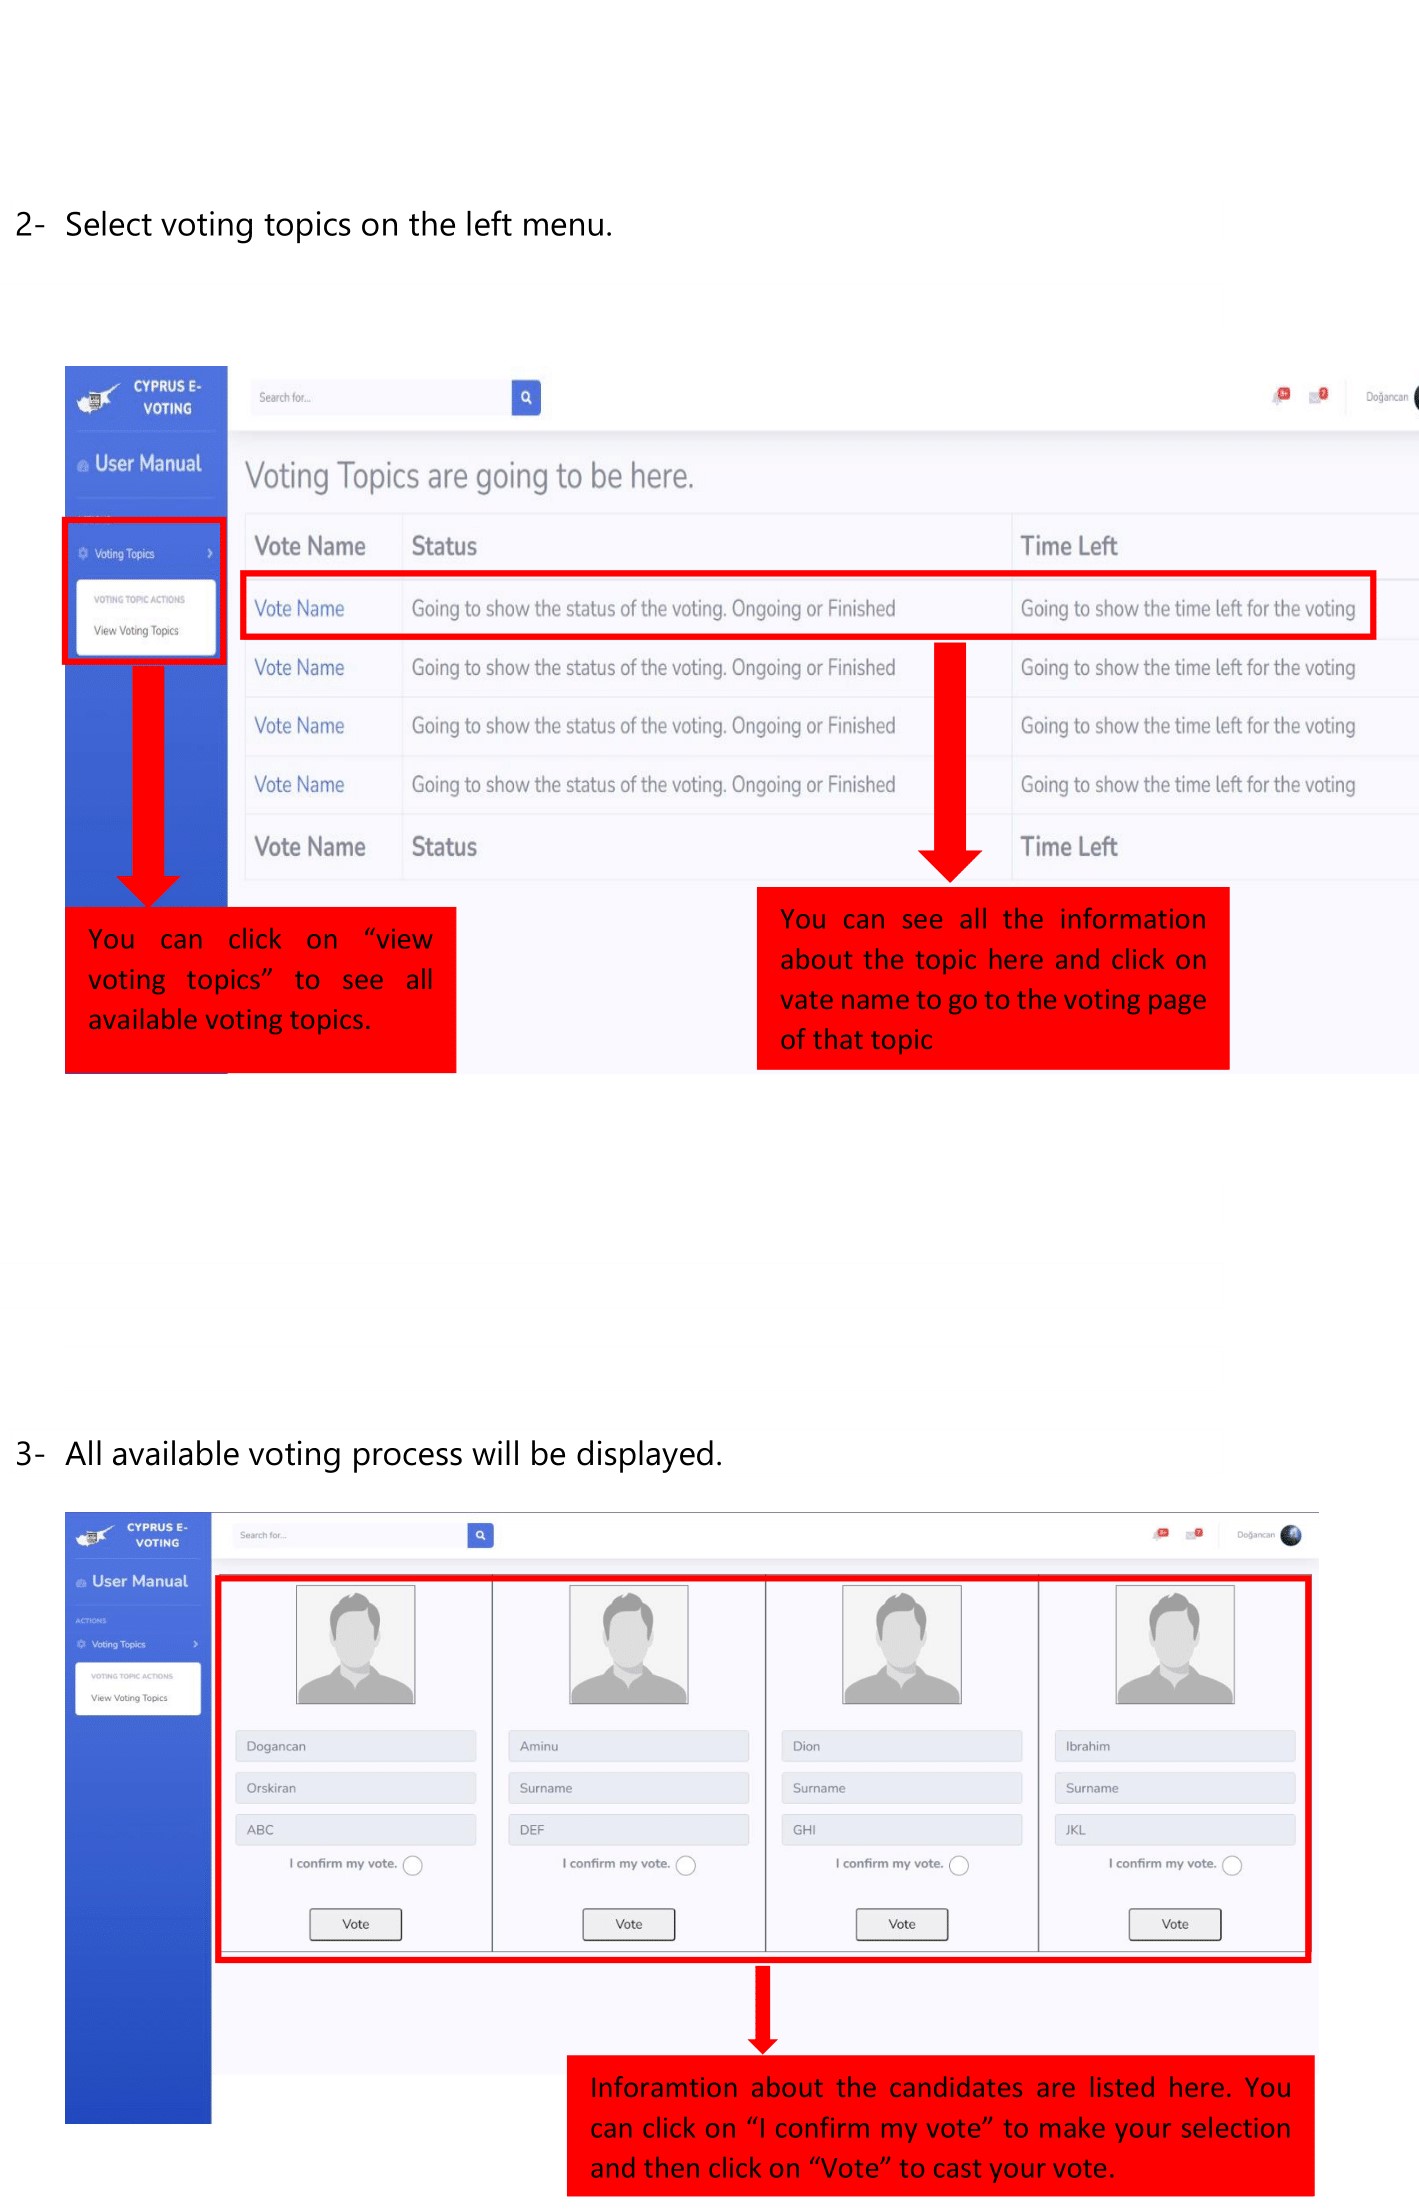 2- Select voting topics on the left menu.
CYPRUS E-
VOTING
Search for...
9+
7
Doğancan
User Manual
Voting Topics are going to be here.
Vote Name Status Time Left
Voting Topics
VOTING TOPIC ACTIONS
View Voting Topics
Vote Name Going to show the status of the voting. Ongoing or Finished Going to show the time left for the voting
Vote Name Going to show the status of the voting. Ongoing or Finished Going to show the time left for the voting
Vote Name Going to show the status of the voting. Ongoing or Finished Going to show the time left for the voting
Vote Name Going to show the status of the voting. Ongoing or Finished Going to show the time left for the voting
Vote Name Status Time Left
You can click on “view
voting topics” to see all
available voting topics.
You can see all the information
about the topic here and click on
vate name to go to the voting page
of that topic
3- All available voting process will be displayed.
CYPRUS E-
VOTING
Search for...
9+
7
Doğancan
User Manual
ACTIONS
Voting Topics
VOTING TOPIC ACTIONS
View Voting Topics
Dogancan Aminu Dion Ibrahim
Orskiran Surname Surname Surname
ABC DEF GHI JKL
I confirm my vote. I confirm my vote. I confirm my vote. I confirm my vote.
Vote Vote Vote Vote
Inforamtion about the candidates are listed here. You
can click on “I confirm my vote” to make your selection
and then click on “Vote” to cast your vote.